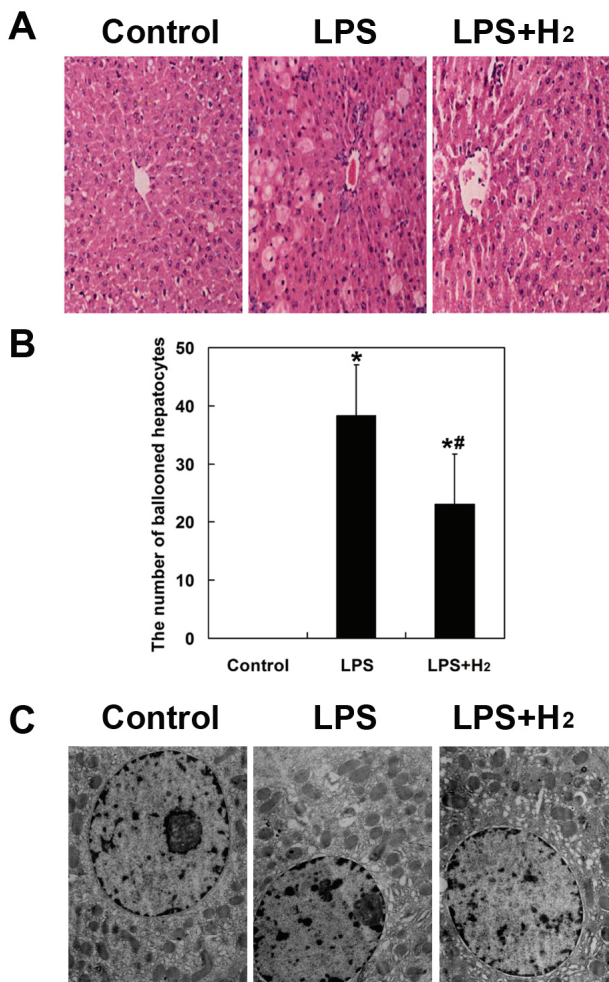 A
Control LPS LPS+H2
B
The number of ballooned hepatocytes
50
40
30
20
10
0
*
*#
Control LPS LPS+H2
C
Control LPS LPS+H2